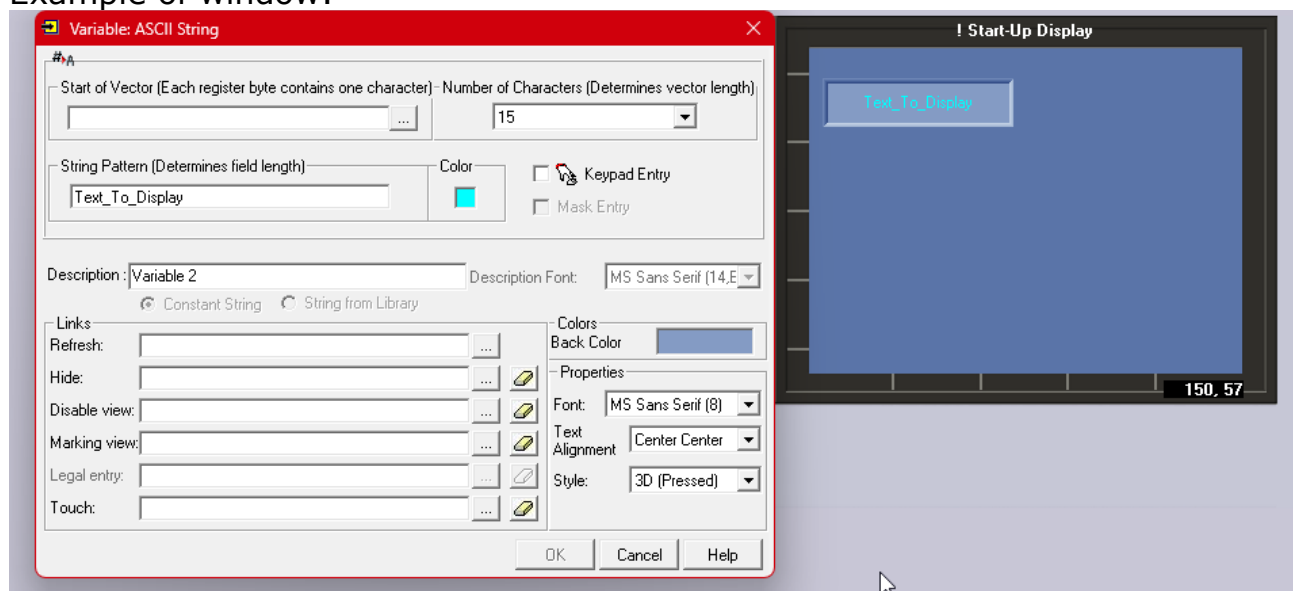 Example of window:
Variable: ASCII String
! Start-Up Display
#A
Start of Vector (Each register byte contains one character)
Number of Characters (Determines vector length)
...
15
Text_To_Display
String Pattern (Determines field length)
Color
Keypad Entry
Text_To_Display
Mask Entry
Description :
Variable 2
Description Font:
MS Sans Serif (14,E
Constant String
String from Library
Links
Colors
Refresh:
...
Back Color
Hide:
...
Properties
Disable view:
...
Font:
MS Sans Serif (8)
150, 57
Marking view:
...
Text
Alignment
Center Center
Legal entry:
...
Style:
3D (Pressed)
Touch:
...
OK
Cancel
Help